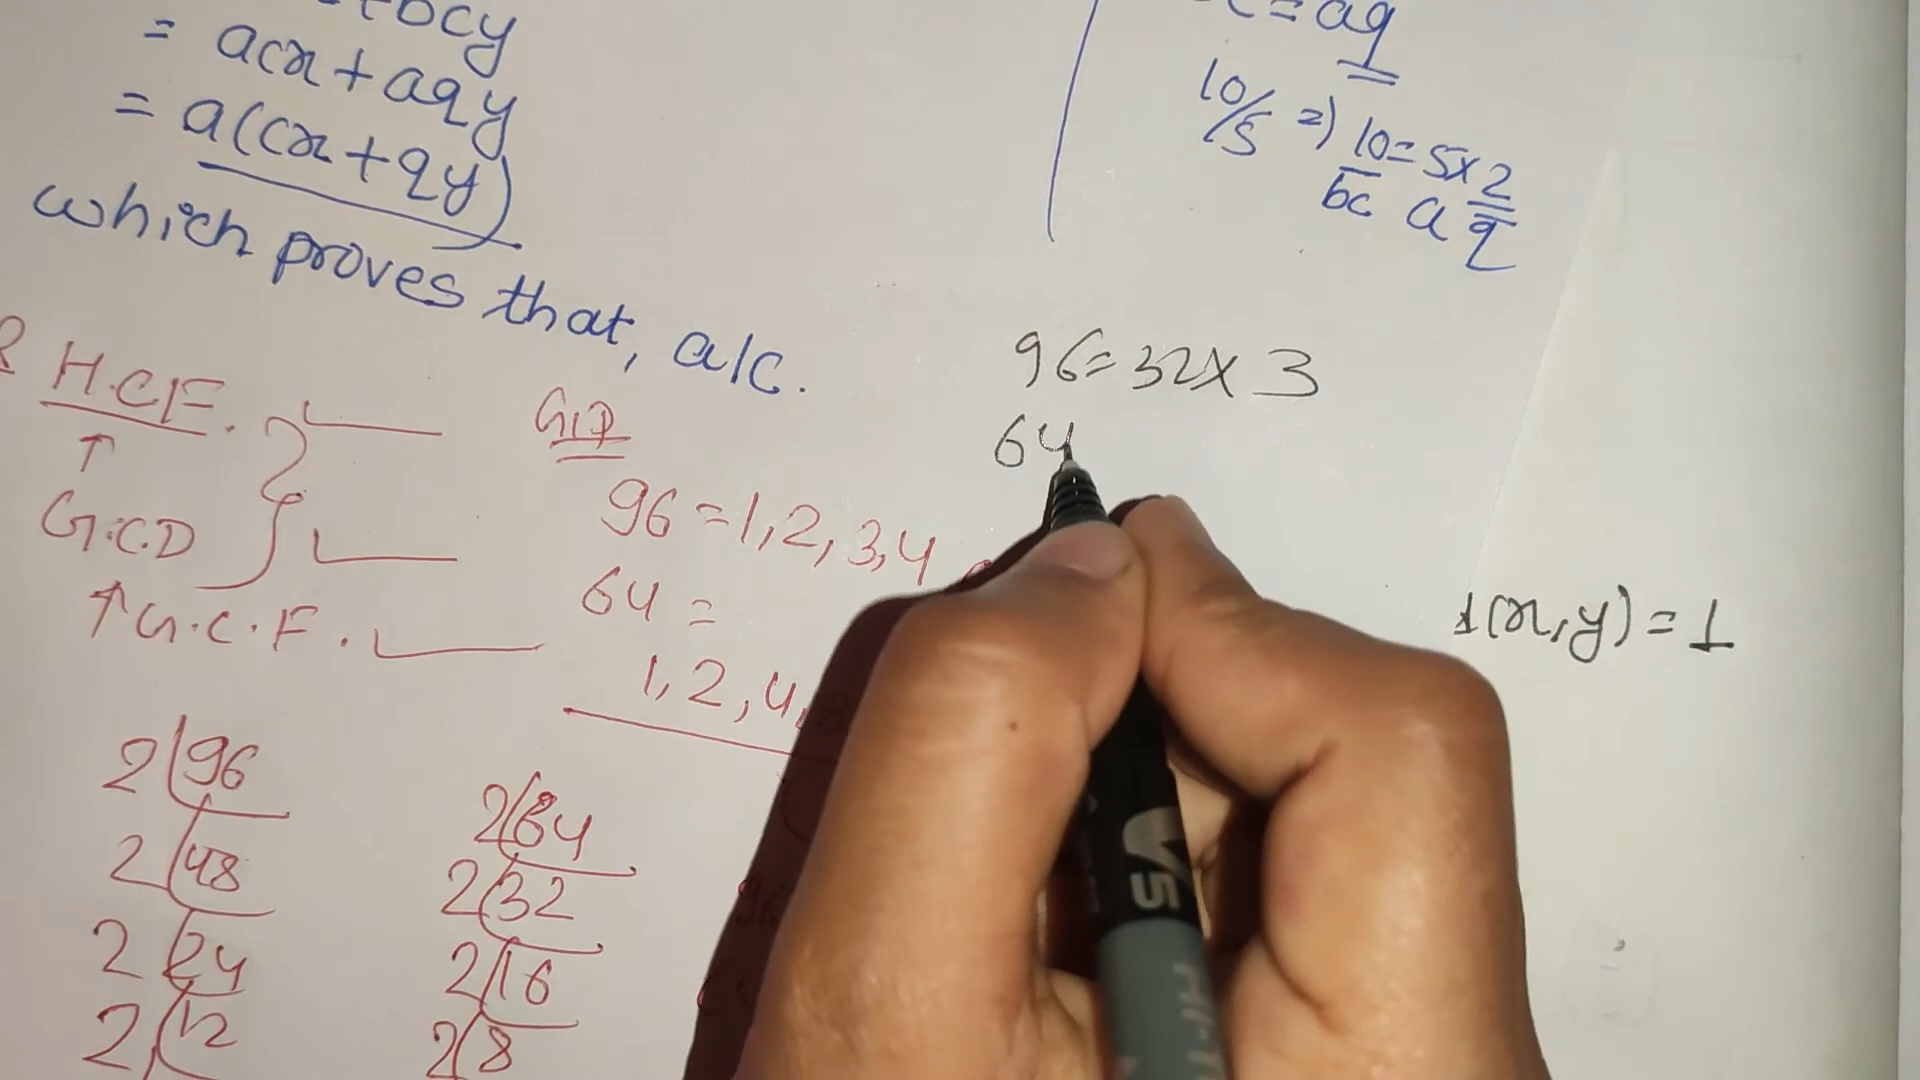 +bcy
= acx + aqy
= a(cx + qy)
which proves that, a/c.
= aq
10/5 => 10 = 5x2
bc a q
96 = 32 x 3
64
H.C.F.
G.C.D
G.C.F.
96 = 1, 2, 3, 4
64 =
1, 2, 4,
(x, y) = 1
2 96
2 48
2 24
2 12
2 64
2 32
2 16
2 8
V5